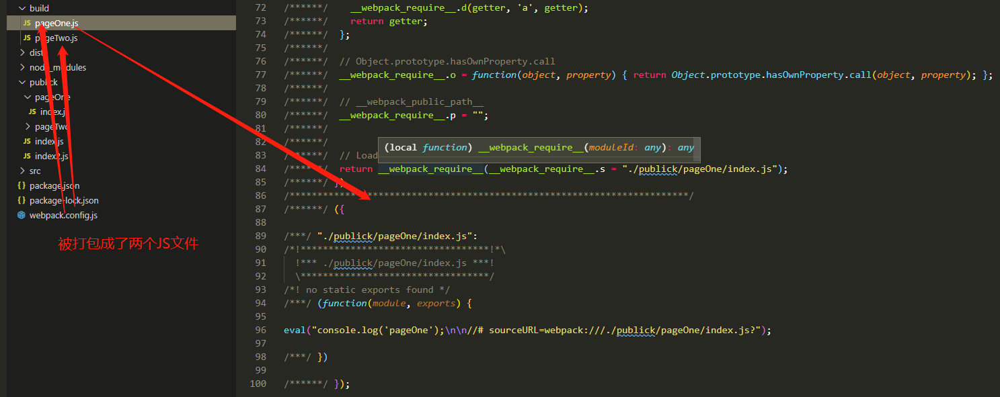 build
JS pageOne.js
JS pageTwo.js
dist
node_modules
publick
pageOne
JS index.js
pageTwo
JS index.js
JS index2.js
src
{} package.json
{} package-lock.json
webpack.config.js
被打包成了两个JS文件
72 /******/ __webpack_require__.d(getter, 'a', getter);
73 /******/ return getter;
74 /******/ };
75 /******/
76 /******/ // Object.prototype.hasOwnProperty.call
77 /******/ __webpack_require__.o = function(object, property) { return Object.prototype.hasOwnProperty.call(object, property); };
78 /******/
79 /******/ // __webpack_public_path__
80 /******/ __webpack_require__.p = "";
81 /******/
82 /******/
(local function) __webpack_require__(moduleId: any): any
83 /******/ // Load
84 /******/ return __webpack_require__(__webpack_require__.s = "./publick/pageOne/index.js");
85 /******/ })
86 /************************************************************************/
87 /******/ ({
88
89 /***/ "./publick/pageOne/index.js":
90 /*!**********************************!*\
91 !*** ./publick/pageOne/index.js ***!
92 \**********************************/
93 /*! no static exports found */
94 /***/ (function(module, exports) {
95
96 eval("console.log('pageOne');\n\n//# sourceURL=webpack:///./publick/pageOne/index.js?");
97
98 /***/ })
99
100 /******/ });